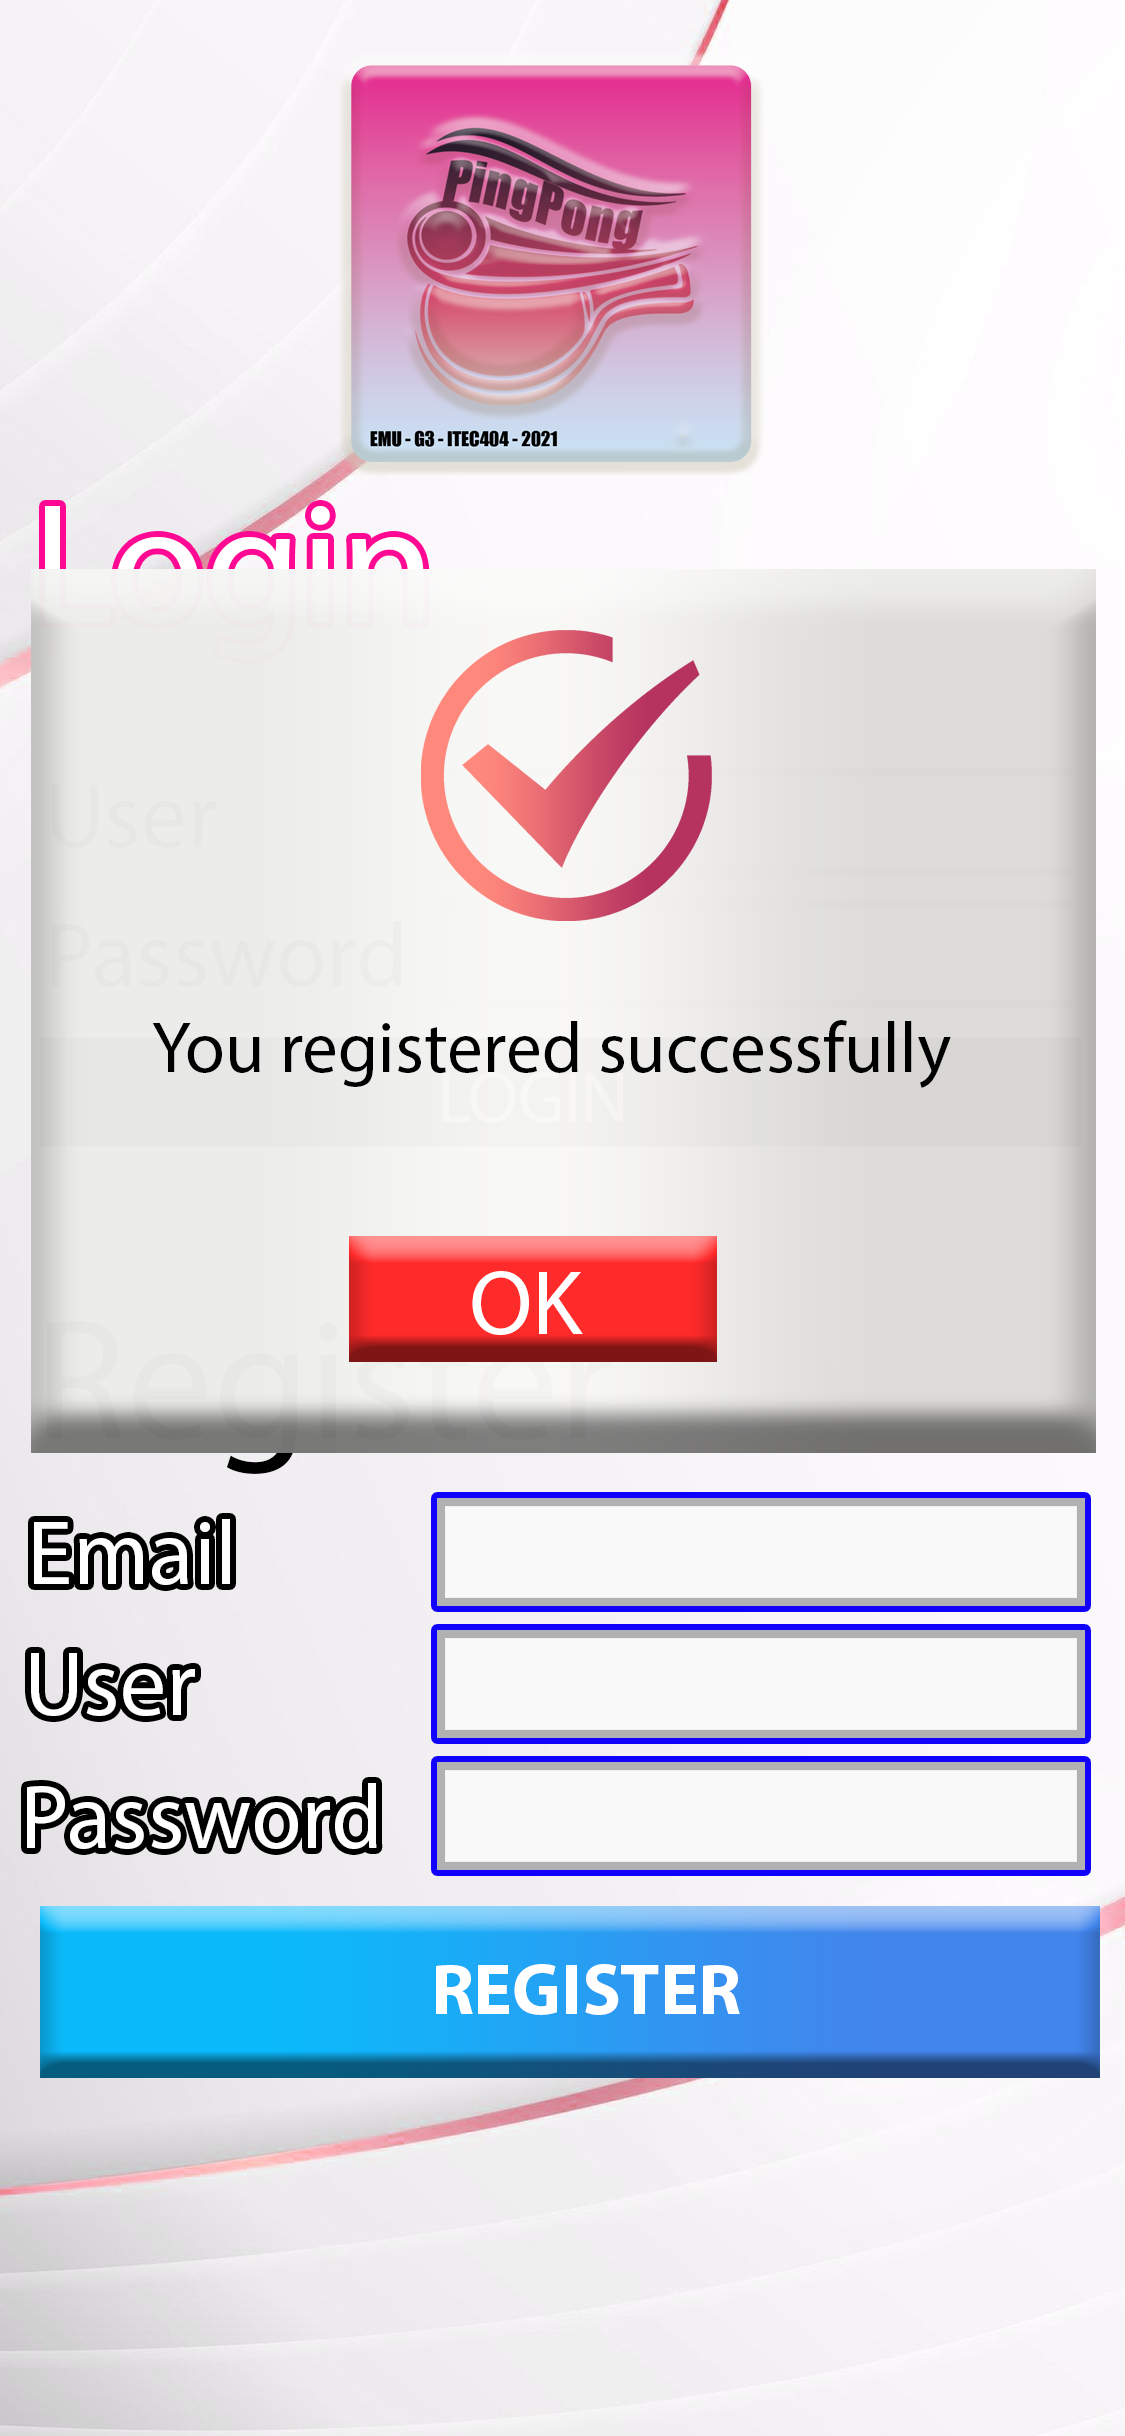 PingPong
EMU - G3 - ITEC404 - 2021
Login
User
Password
You registered successfully
LOGIN
OK
Register
Email
User
Password
REGISTER